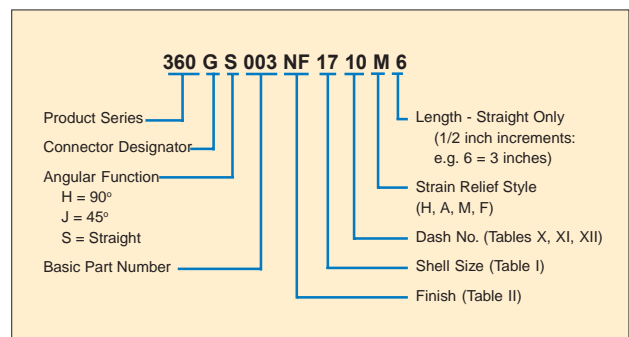 360 G S 003 NF 17 10 M 6
Product Series
Connector Designator
Angular Function
H = 90°
J = 45°
S = Straight
Basic Part Number
Length - Straight Only
(1/2 inch increments:
e.g. 6 = 3 inches)
Strain Relief Style
(H, A, M, F)
Dash No. (Tables X, XI, XII)
Shell Size (Table I)
Finish (Table II)